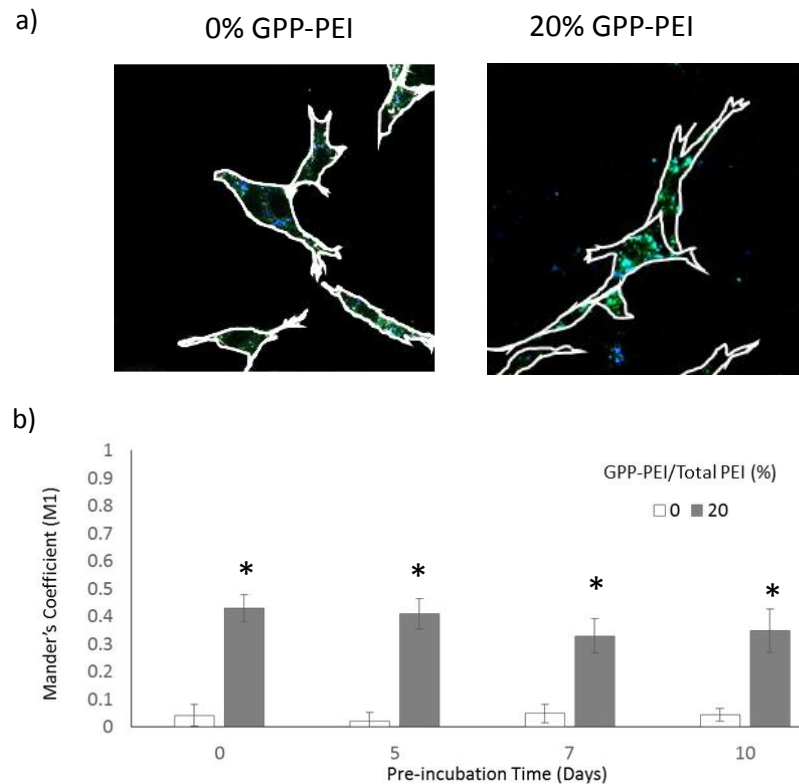 a)
0% GPP-PEI
20% GPP-PEI
b)
Mander's Coefficient (M1)
1
0.9
0.8
0.7
0.6
0.5
0.4
0.3
0.2
0.1
0
GPP-PEI/Total PEI (%)
0 20
* * * *
0 5 7 10
Pre-incubation Time (Days)